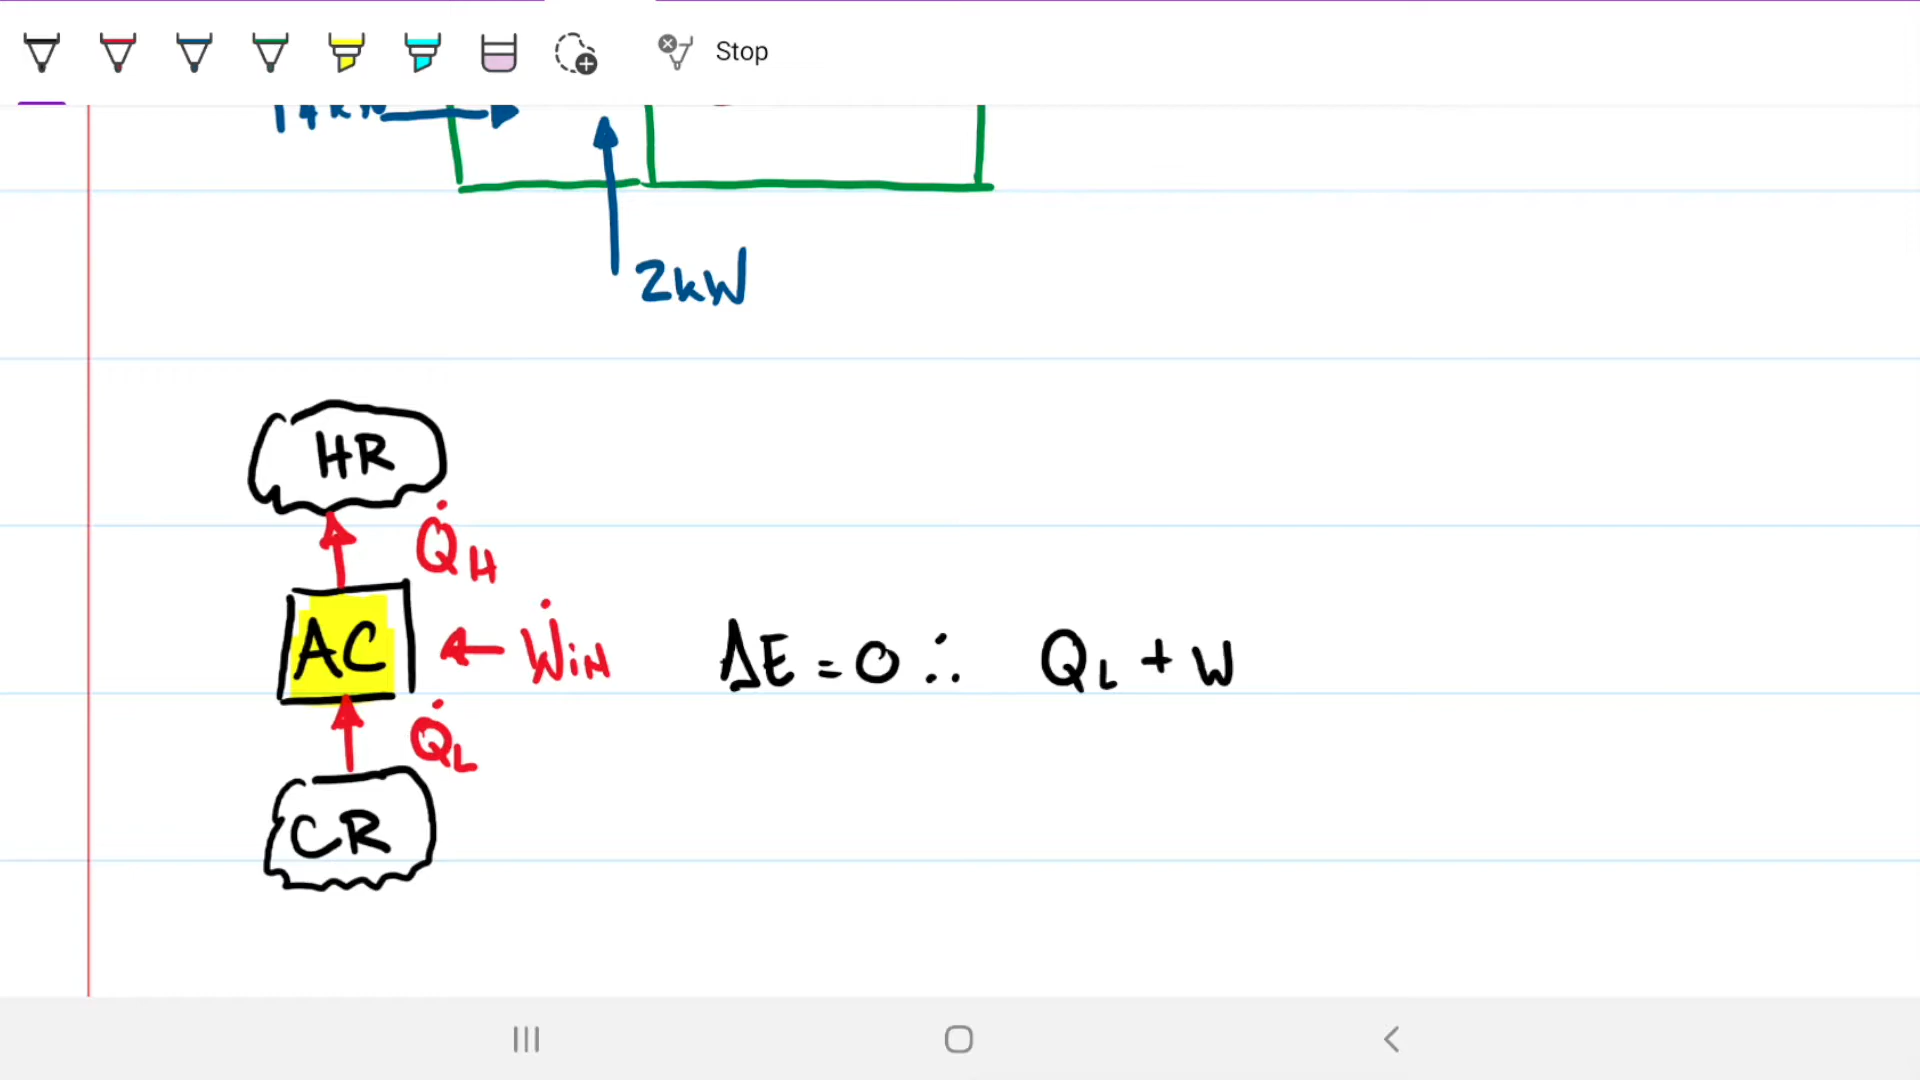 Stop
2kW
HR
Q̇H
AC
ẆiN
ΔE = 0 ∴ QL + W
Q̇L
CR